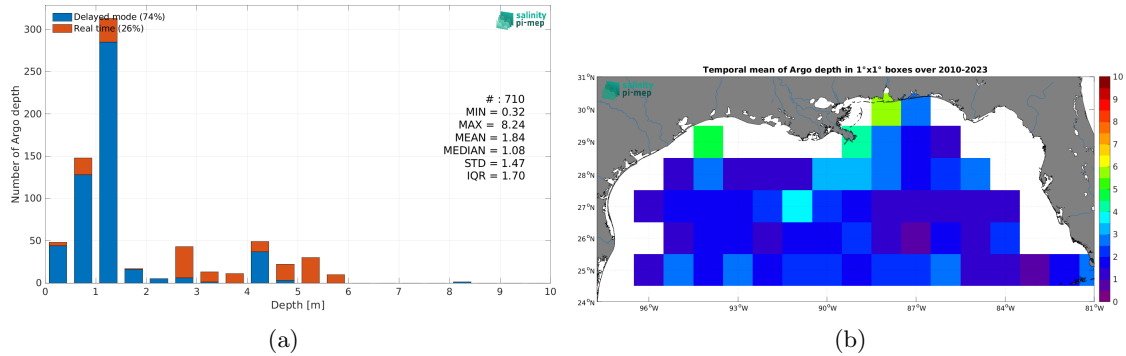 Delayed mode (74%)
Real time (26%)
salinity
pi-mep
300
250
200
150
100
50
0
Number of Argo depth
# : 710
MIN = 0.32
MAX = 8.24
MEAN = 1.84
MEDIAN = 1.08
STD = 1.47
IQR = 1.70
0 1 2 3 4 5 6 7 8 9 10
Depth [m]
(a)
Temporal mean of Argo depth in 1°x1° boxes over 2010-2023
salinity
pi-mep
31°N
30°N
29°N
28°N
27°N
26°N
25°N
24°N
96°W 93°W 90°W 87°W 84°W 81°W
10
9
8
7
6
5
4
3
2
1
0
(b)